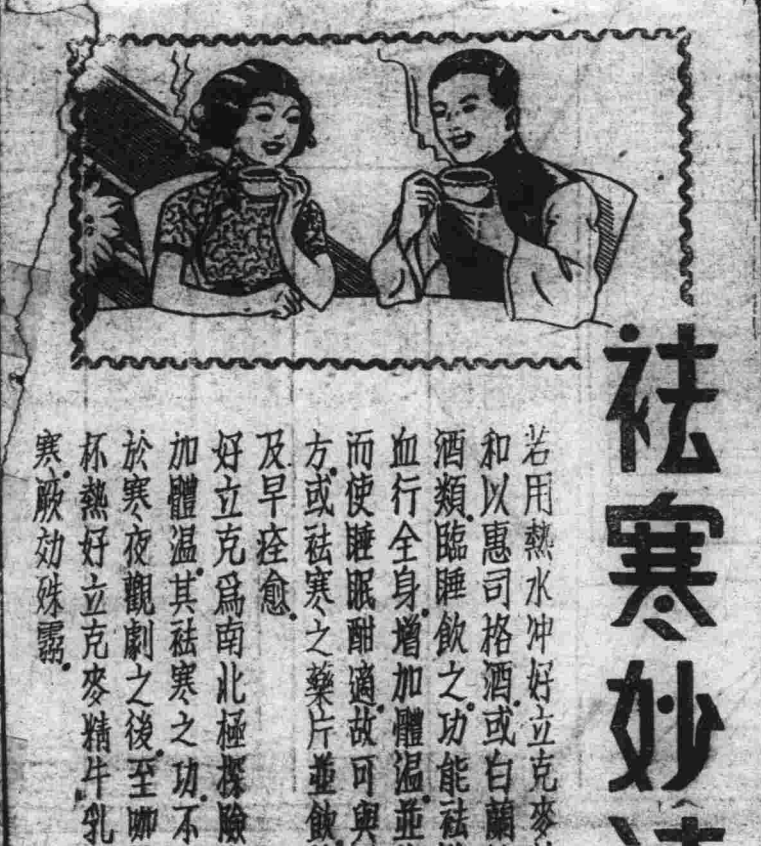 祛寒妙
若用熱水沖好立克麥
和以惠司格酒。或白蘭
酒類。臨睡飲之。功能祛
血行全身。增加體溫。並
而使睡眠酣適。故可與
方。或祛寒之藥片並飲。
及早痊愈。
好立克爲南北極探險
加體溫。其祛寒之功。不
於寒夜觀劇之後。至咖
杯熱好立克麥精牛乳
寒。厥効殊靈。